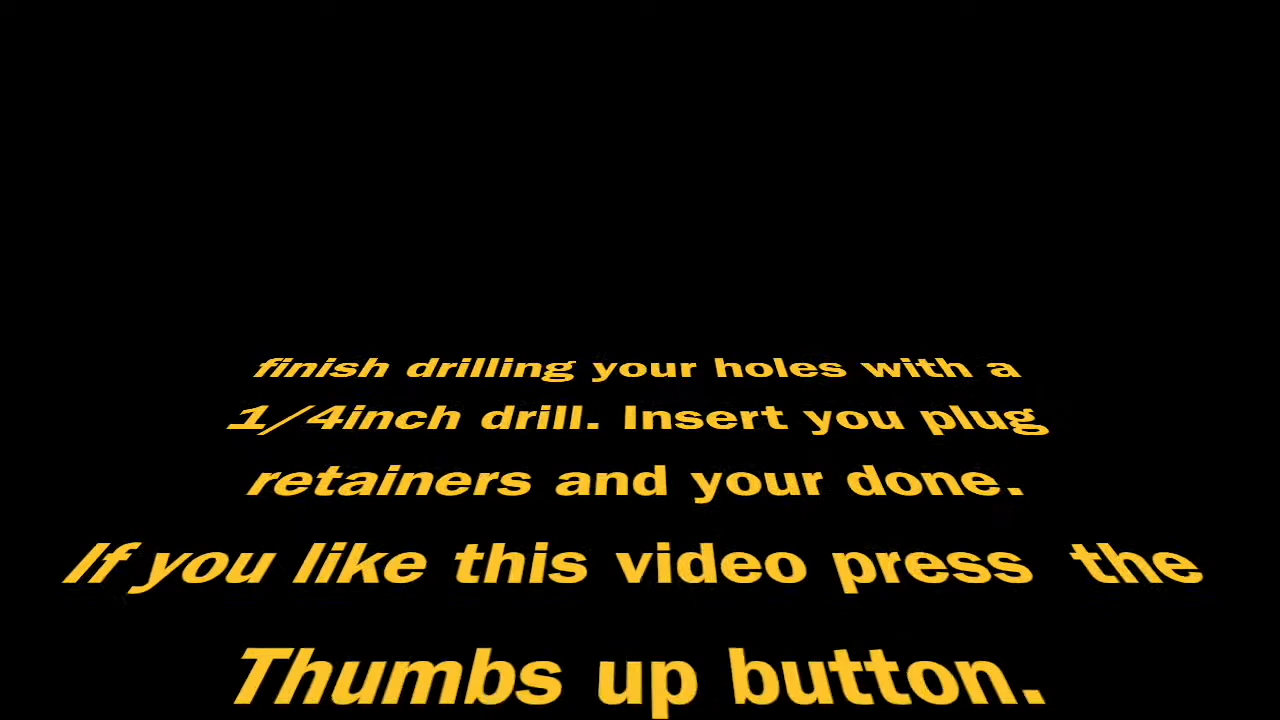 finish drilling your holes with a
1/4inch drill. Insert you plug
retainers and your done.
If you like this video press the
Thumbs up button.